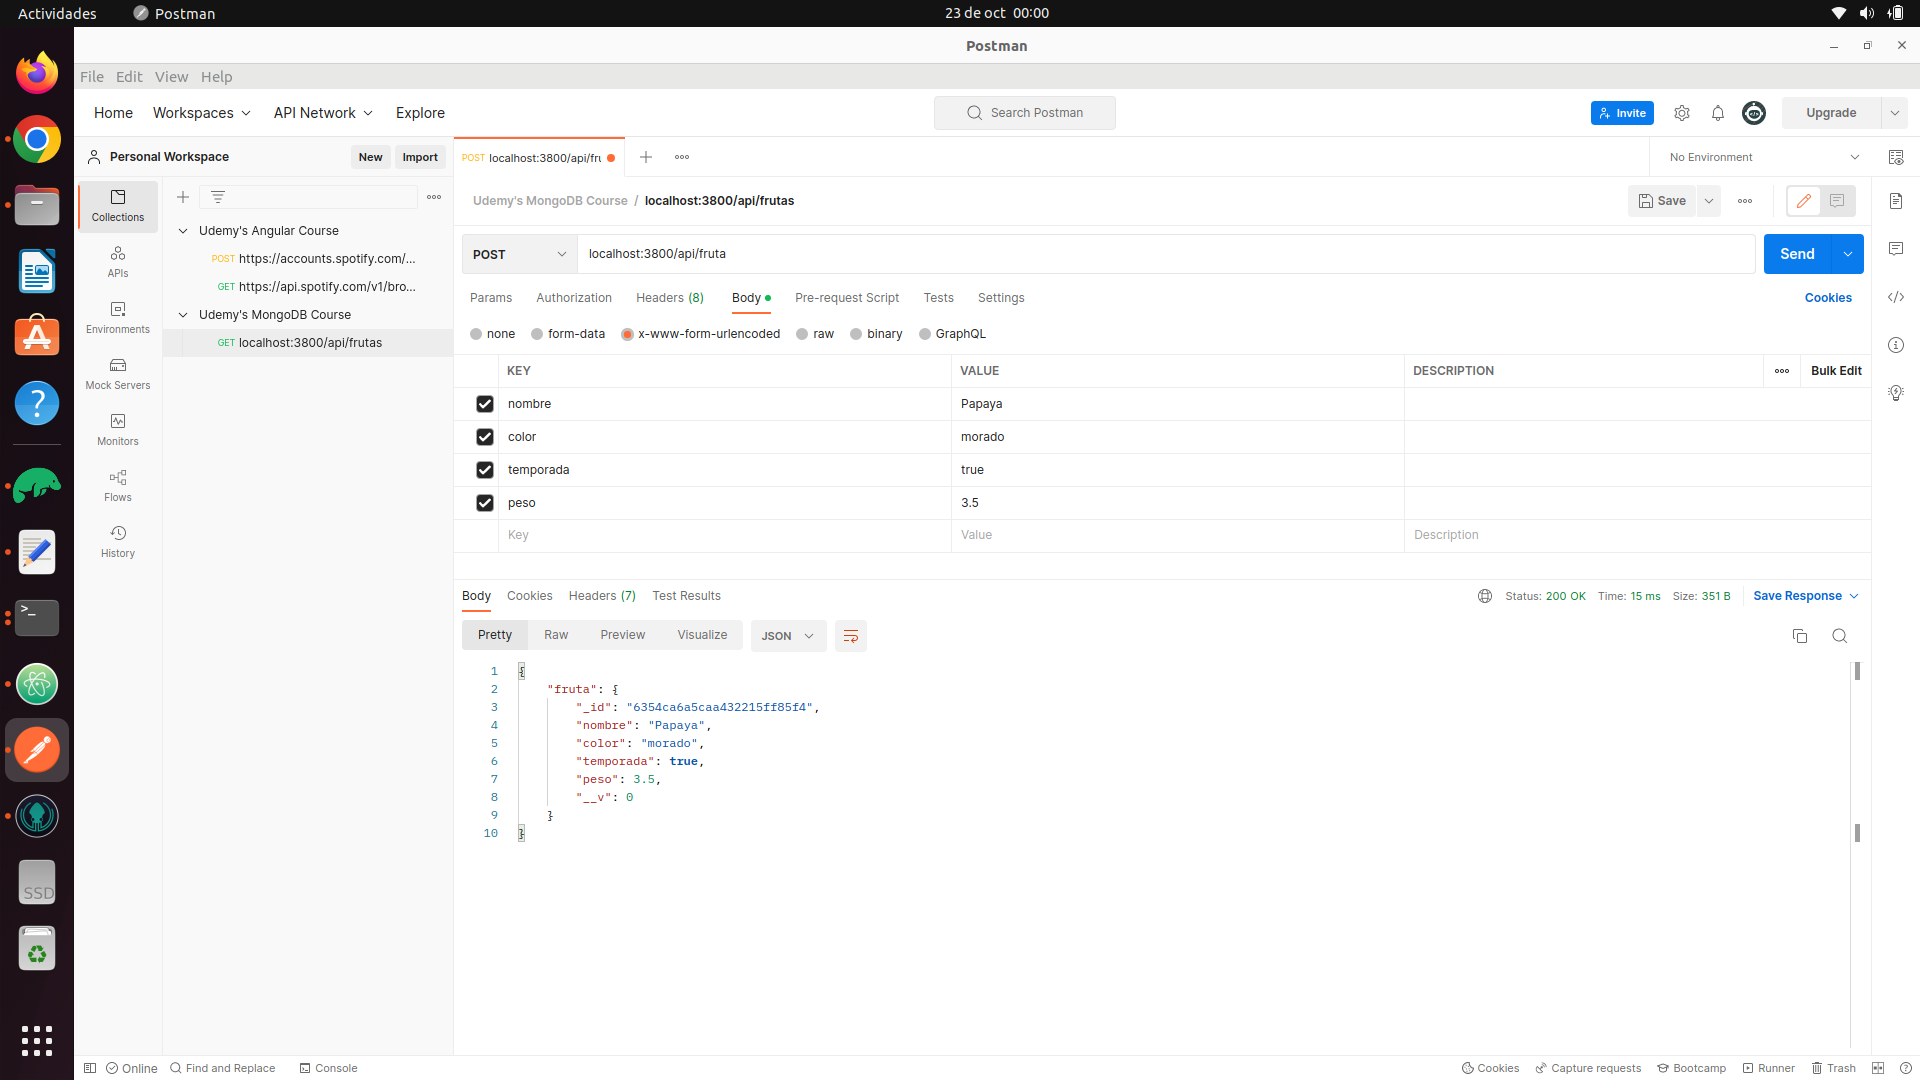 Actividades Postman 23 de oct 00:00
Postman
File Edit View Help
Home Workspaces API Network Explore Search Postman Invite Upgrade
Personal Workspace New Import POST localhost:3800/api/fru No Environment
Udemy's MongoDB Course / localhost:3800/api/frutas Save
Collections
APIs
Environments
Mock Servers
Monitors
Flows
History
Udemy's Angular Course
POST https://accounts.spotify.com/...
GET https://api.spotify.com/v1/bro...
Udemy's MongoDB Course
GET localhost:3800/api/frutas
POST localhost:3800/api/fruta Send
Params Authorization Headers (8) Body Pre-request Script Tests Settings Cookies
none form-data x-www-form-urlencoded raw binary GraphQL
KEY VALUE DESCRIPTION Bulk Edit
nombre Papaya
color morado
temporada true
peso 3.5
Key Value Description
Body Cookies Headers (7) Test Results Status: 200 OK Time: 15 ms Size: 351 B Save Response
Pretty Raw Preview Visualize JSON
1 {
2 "fruta": {
3 "_id": "6354ca6a5caa432215ff85f4",
4 "nombre": "Papaya",
5 "color": "morado",
6 "temporada": true,
7 "peso": 3.5,
8 "__v": 0
9 }
10 }
SSD
Online Find and Replace Console Cookies Capture requests Bootcamp Runner Trash